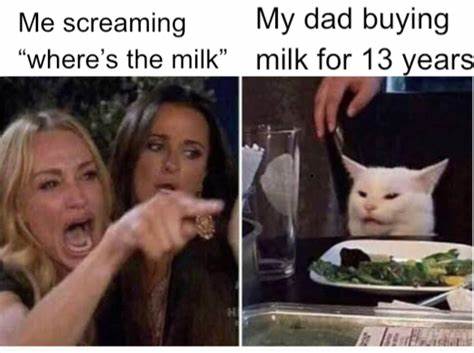 Me screaming
“where's the milk”
My dad buying
milk for 13 years